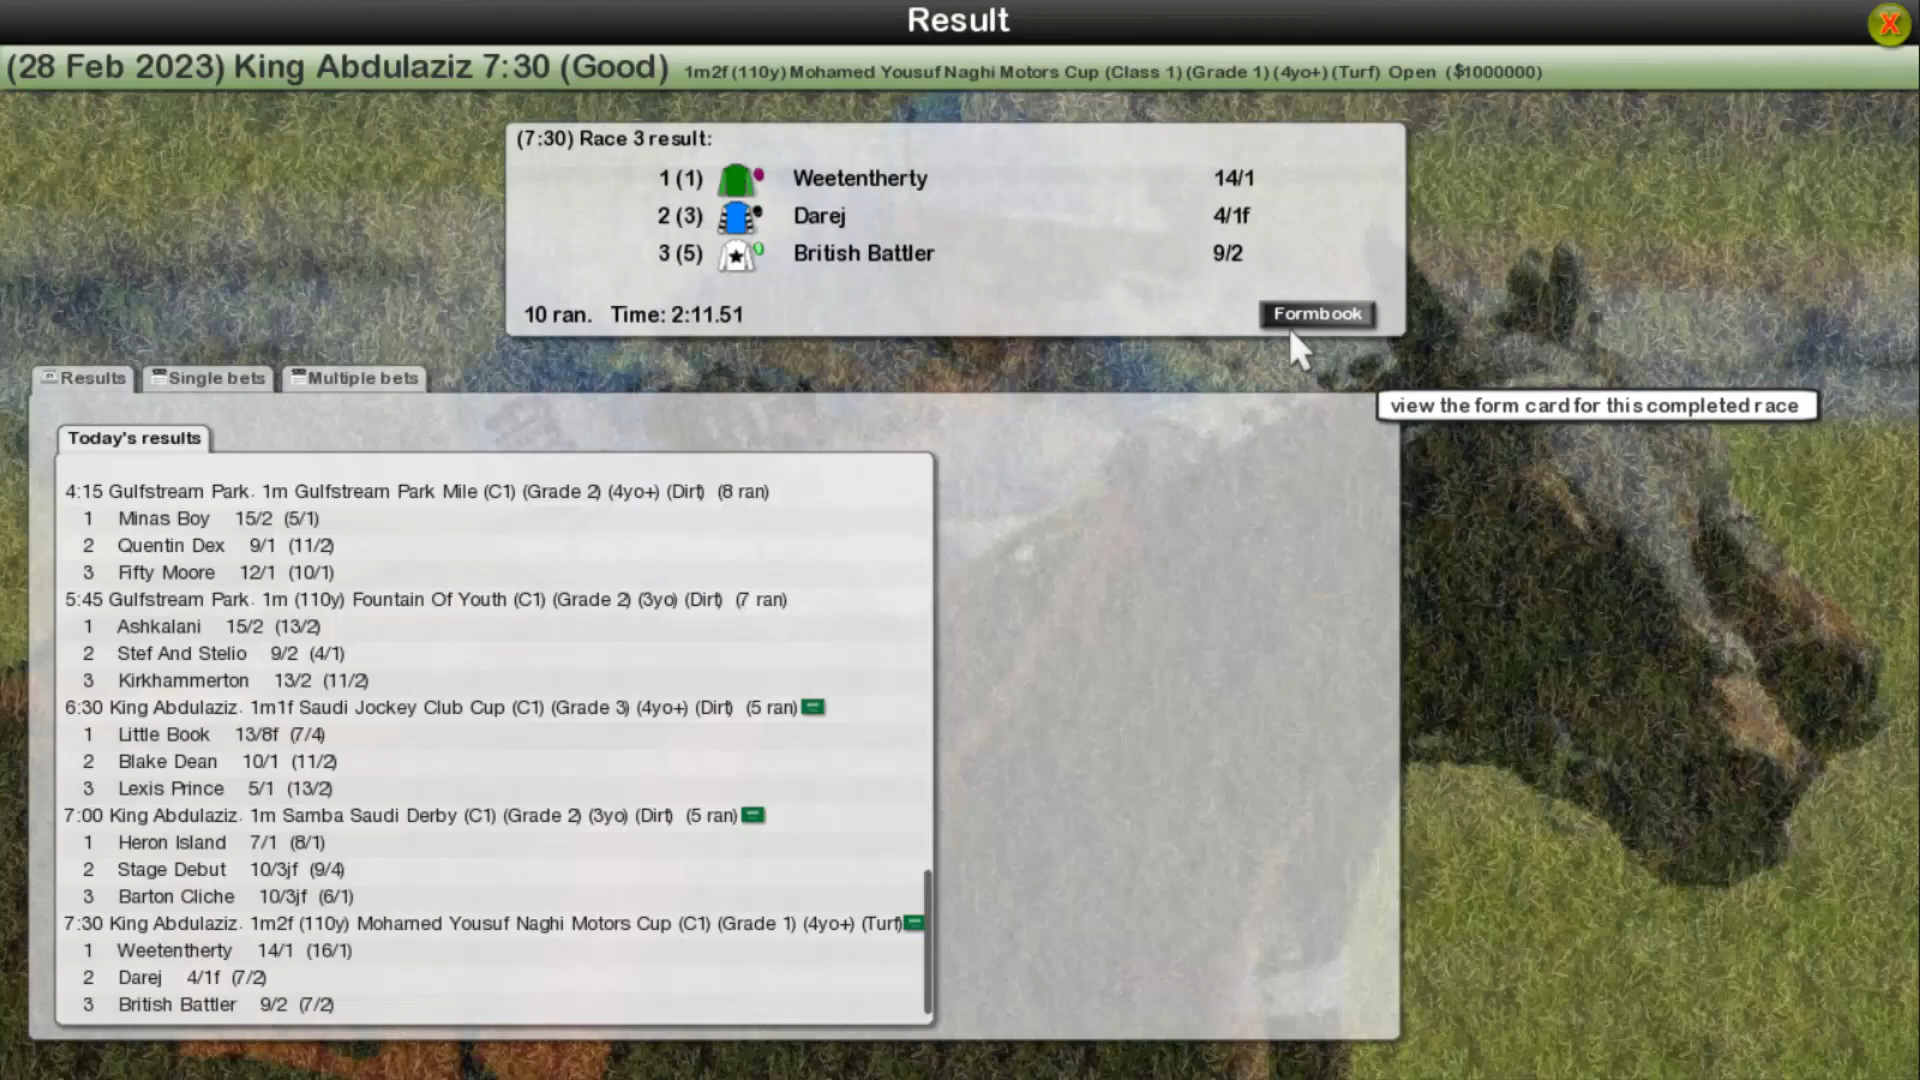 Result
X
(28 Feb 2023) King Abdulaziz 7:30 (Good) 1m2f (110y) Mohamed Yousuf Naghi Motors Cup (Class 1) (Grade 1) (4yo+) (Turf) Open ($1000000)
(7:30) Race 3 result:
1 (1) Weetentherty 14/1
2 (3) Darej 4/1f
3 (5) British Battler 9/2
10 ran. Time: 2:11.51
Formbook
view the form card for this completed race
Results Single bets Multiple bets
Today's results
4:15 Gulfstream Park. 1m Gulfstream Park Mile (C1) (Grade 2) (4yo+) (Dirt) (8 ran)
1 Minas Boy 15/2 (5/1)
2 Quentin Dex 9/1 (11/2)
3 Fifty Moore 12/1 (10/1)
5:45 Gulfstream Park. 1m (110y) Fountain Of Youth (C1) (Grade 2) (3yo) (Dirt) (7 ran)
1 Ashkalani 15/2 (13/2)
2 Stef And Stelio 9/2 (4/1)
3 Kirkhammerton 13/2 (11/2)
6:30 King Abdulaziz. 1m1f Saudi Jockey Club Cup (C1) (Grade 3) (4yo+) (Dirt) (5 ran)
1 Little Book 13/8f (7/4)
2 Blake Dean 10/1 (11/2)
3 Lexis Prince 5/1 (13/2)
7:00 King Abdulaziz. 1m Samba Saudi Derby (C1) (Grade 2) (3yo) (Dirt) (5 ran)
1 Heron Island 7/1 (8/1)
2 Stage Debut 10/3jf (9/4)
3 Barton Cliche 10/3jf (6/1)
7:30 King Abdulaziz. 1m2f (110y) Mohamed Yousuf Naghi Motors Cup (C1) (Grade 1) (4yo+) (Turf)
1 Weetentherty 14/1 (16/1)
2 Darej 4/1f (7/2)
3 British Battler 9/2 (7/2)